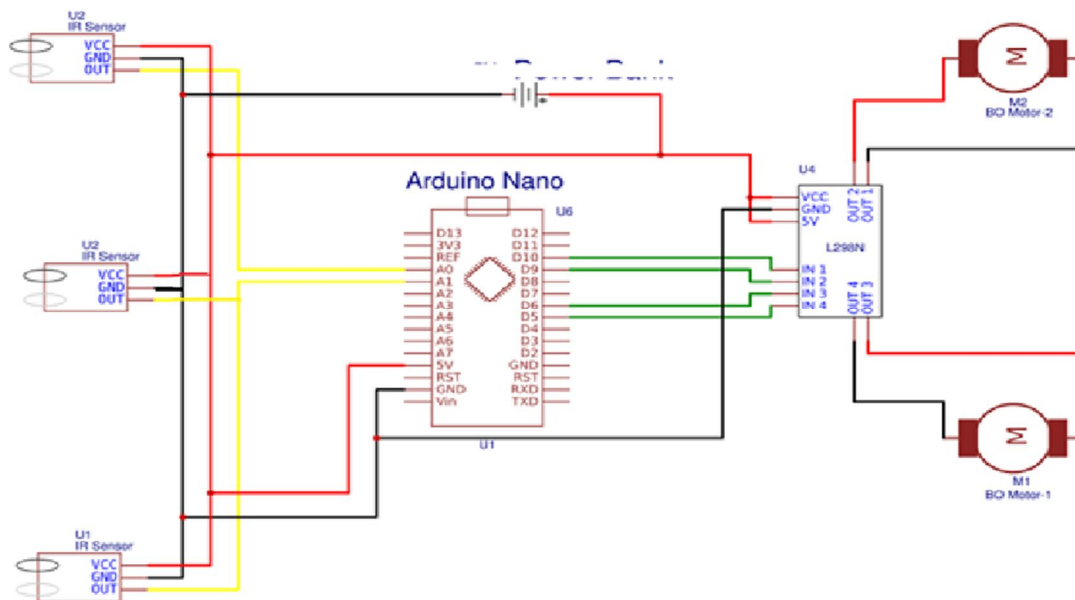 U2
IR Sensor
VCC
GND
OUT
Power Bank
M
M2
BO Motor-2
Arduino Nano
U6
D13
3V3
REF
A0
A1
A2
A3
A4
A5
A6
A7
5V
RST
GND
Vin
D12
D11
D10
D9
D8
D7
D6
D5
D4
D3
D2
GND
RST
RXD
TXD
U1
U4
VCC
GND
5V
OUT 2
OUT 1
L298N
IN 1
IN 2
IN 3
IN 4
OUT 4
OUT 3
U2
IR Sensor
VCC
GND
OUT
M
M1
BO Motor-1
U1
IR Sensor
VCC
GND
OUT